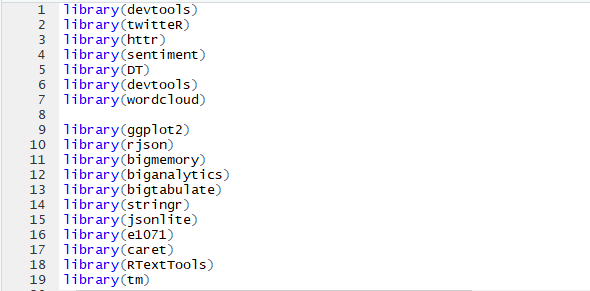 1 library(devtools)
2 library(twitteR)
3 library(httr)
4 library(sentiment)
5 library(DT)
6 library(devtools)
7 library(wordcloud)
8
9 library(ggplot2)
10 library(rjson)
11 library(bigmemory)
12 library(biganalytics)
13 library(bigtabulate)
14 library(stringr)
15 library(jsonlite)
16 library(e1071)
17 library(caret)
18 library(RTextTools)
19 library(tm)